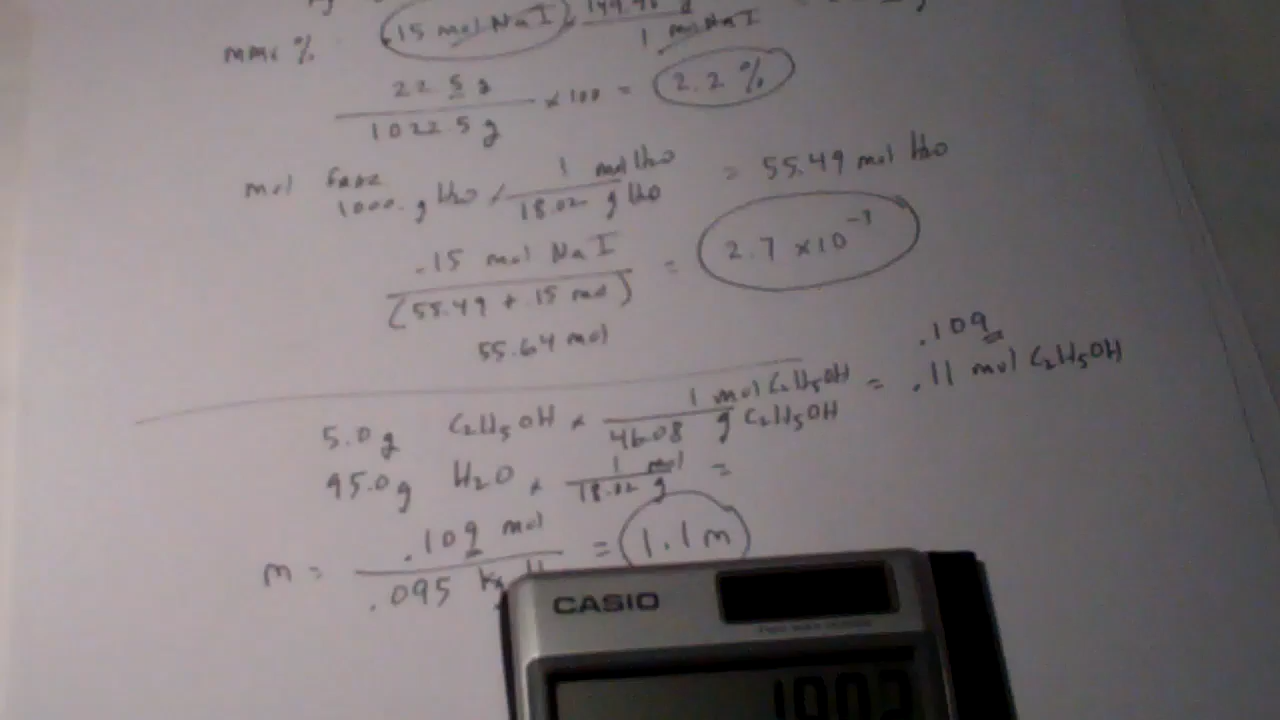 .15 mol NaI × 149.90 g
1 mol NaI
mass %
22.5 g
1022.5 g
× 100 = 2.2 %
mol
1000. g H2O × 1 mol H2O / 18.02 g H2O = 55.49 mol H2O
.15 mol NaI
(55.49 + .15 mol)
= 2.7 × 10⁻³
55.64 mol
.109
5.0 g C2H5OH × 1 mol C2H5OH / 46.08 g C2H5OH = .11 mol C2H5OH
95.0 g H2O × 1 mol / 18.02 g =
m = .109 mol / .095 kg = 1.1 m
CASIO